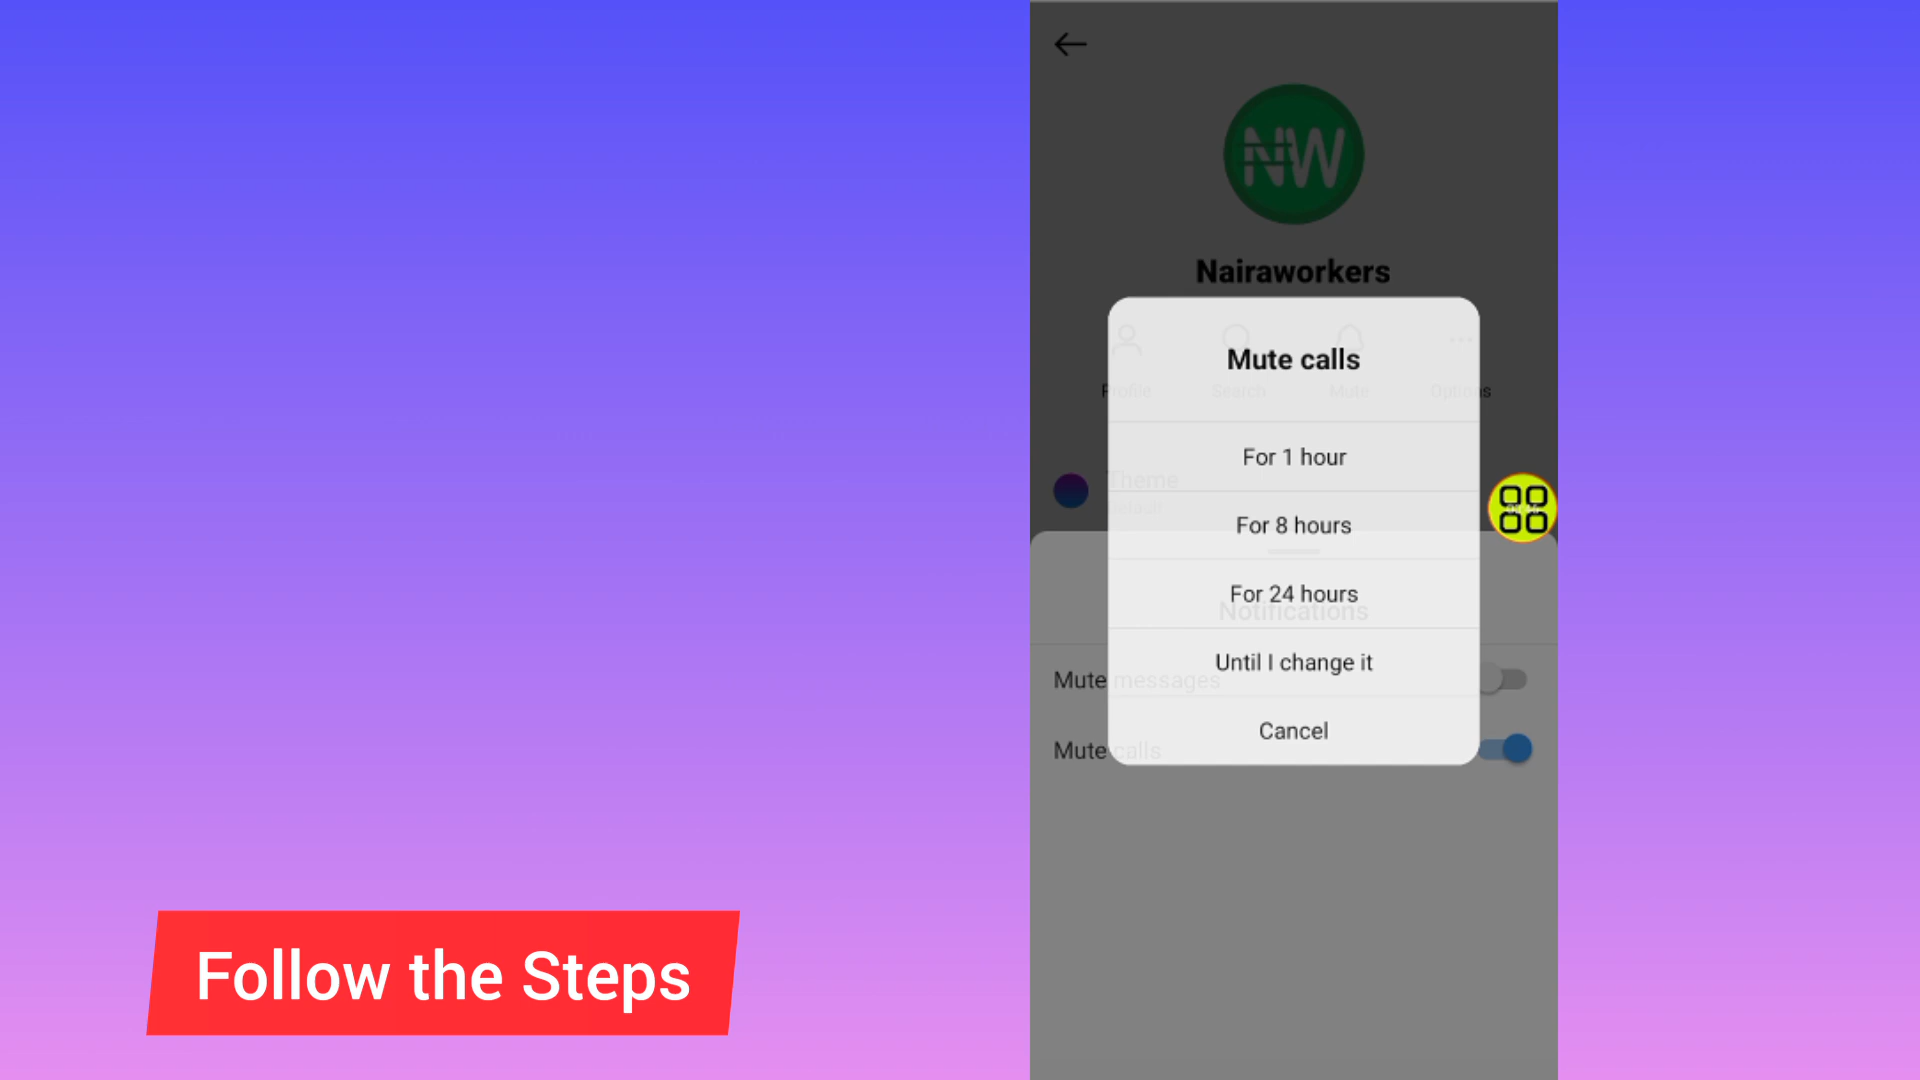 NW
Nairaworkers
Mute calls
Profile Search Mute Options
For 1 hour
Theme
Default
For 8 hours
For 24 hours
Notifications
Until I change it
Mute messages
Cancel
Mute calls
Follow the Steps